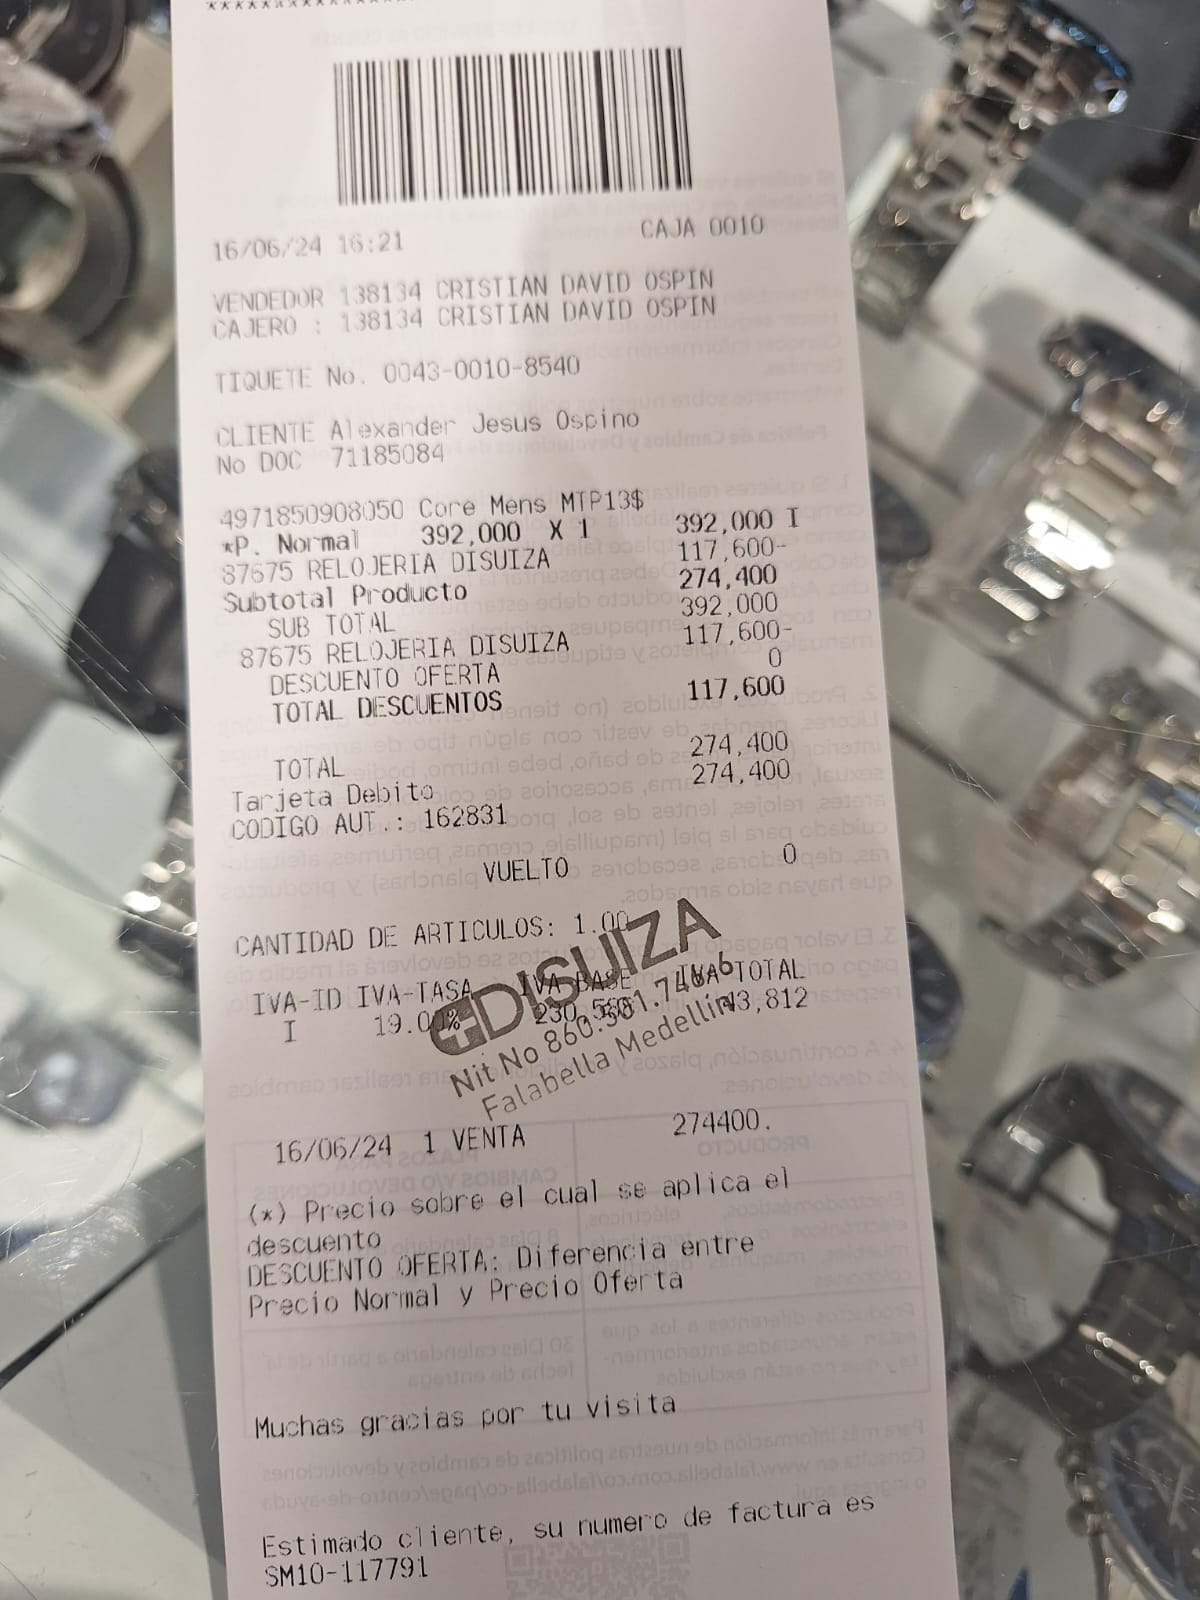 ********************
16/06/24 16:21 CAJA 0010
VENDEDOR 138134 CRISTIAN DAVID OSPIN
CAJERO : 138134 CRISTIAN DAVID OSPIN
TIQUETE No. 0043-0010-8540
CLIENTE Alexander Jesus Ospino
No DOC 71185084
4971850908050 Core Mens MTP13$
*P. Normal 392,000 X 1 392,000 I
87675 RELOJERIA DISUIZA 117,600-
Subtotal Producto 274,400
SUB TOTAL 392,000
87675 RELOJERIA DISUIZA 117,600-
DESCUENTO OFERTA 0
TOTAL DESCUENTOS 117,600
TOTAL 274,400
Tarjeta Debito 274,400
CODIGO AUT.: 162831
VUELTO 0
CANTIDAD DE ARTICULOS: 1.00
IVA-ID IVA-TASA IVA-BASE IVA-TOTAL
I 19.00% 43,812
DISUIZA
Nit No
Falabella Medellin
16/06/24 1 VENTA 274400.
(*) Precio sobre el cual se aplica el
descuento
DESCUENTO OFERTA: Diferencia entre
Precio Normal y Precio Oferta
Muchas gracias por tu visita
Estimado cliente, su numero de factura es
SM10-117791